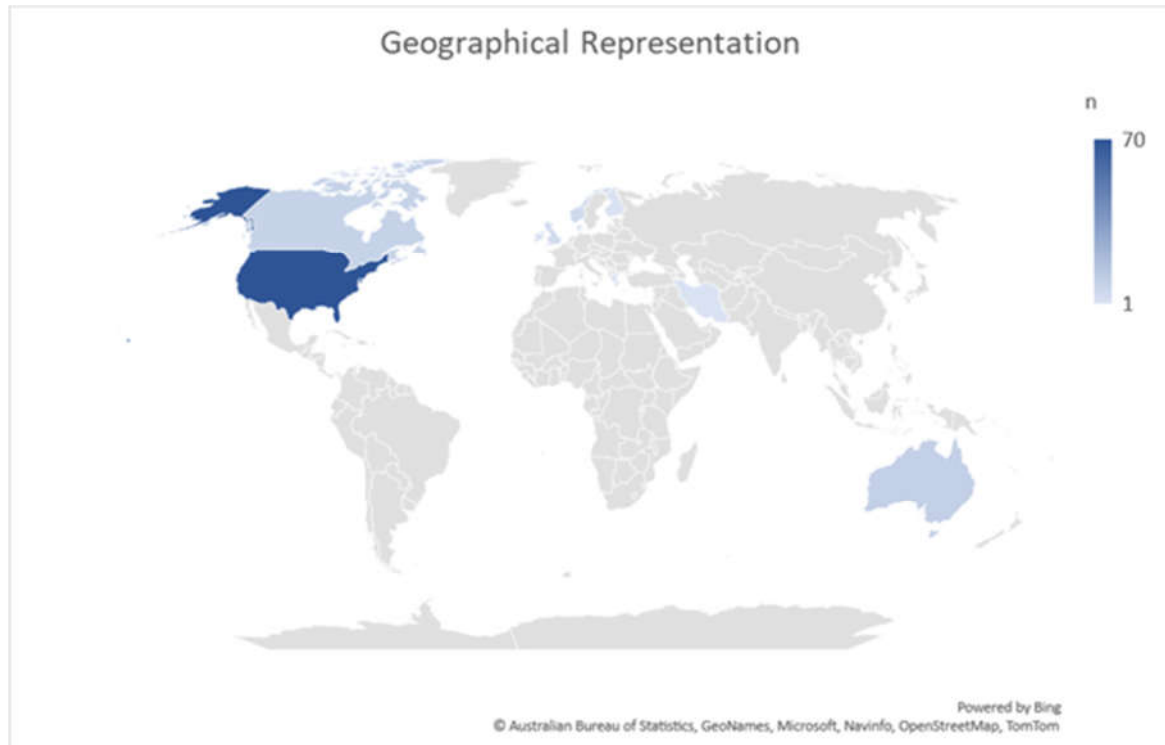 Geographical Representation
n
70
1
Powered by Bing
© Australian Bureau of Statistics, GeoNames, Microsoft, Navinfo, OpenStreetMap, TomTom